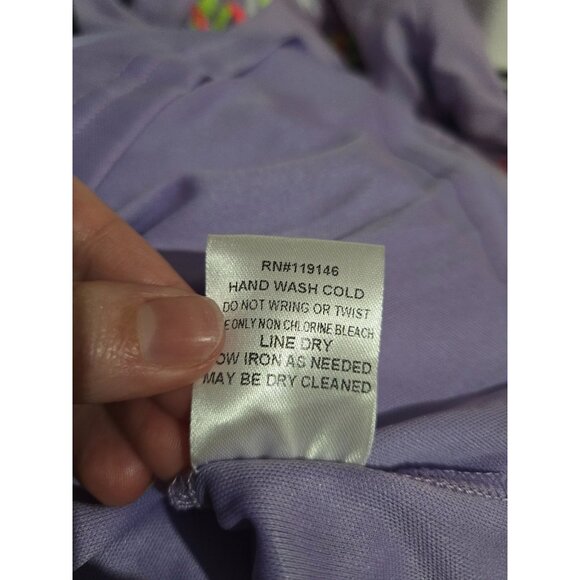 RN#119146
HAND WASH COLD
DO NOT WRING OR TWIST
E ONLY NON CHLORINE BLEACH
LINE DRY
OW IRON AS NEEDED
MAY BE DRY CLEANED